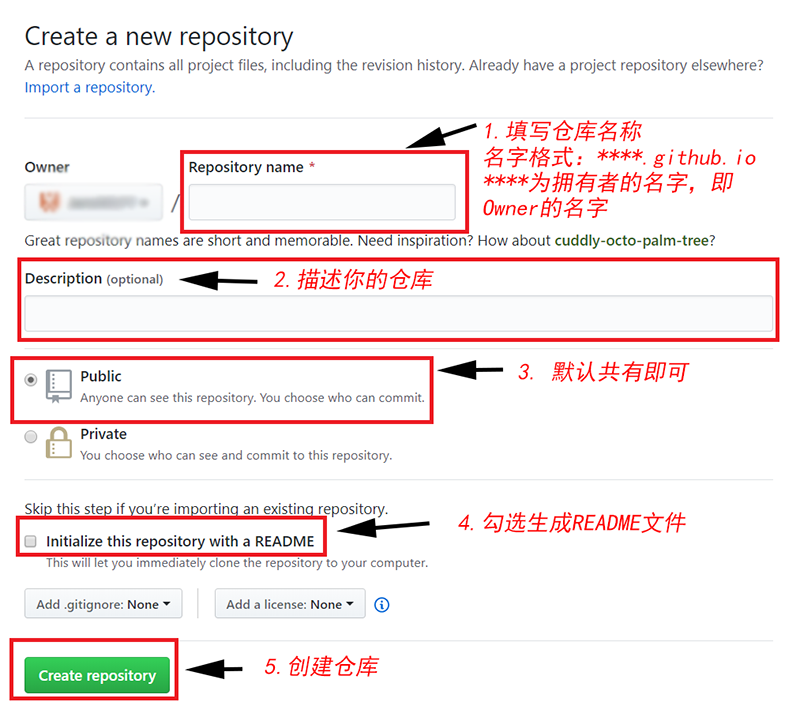 Create a new repository
A repository contains all project files, including the revision history. Already have a project repository elsewhere?
Import a repository.
1. 填写仓库名称
名字格式：****.github.io
****为拥有者的名字，即
Owner的名字
Owner
Repository name *
/
Great repository names are short and memorable. Need inspiration? How about cuddly-octo-palm-tree?
Description (optional)
2. 描述你的仓库
Public
Anyone can see this repository. You choose who can commit.
3. 默认共有即可
Private
You choose who can see and commit to this repository.
Skip this step if you’re importing an existing repository.
Initialize this repository with a README
4. 勾选生成README文件
This will let you immediately clone the repository to your computer.
Add .gitignore: None
Add a license: None
Create repository
5. 创建仓库